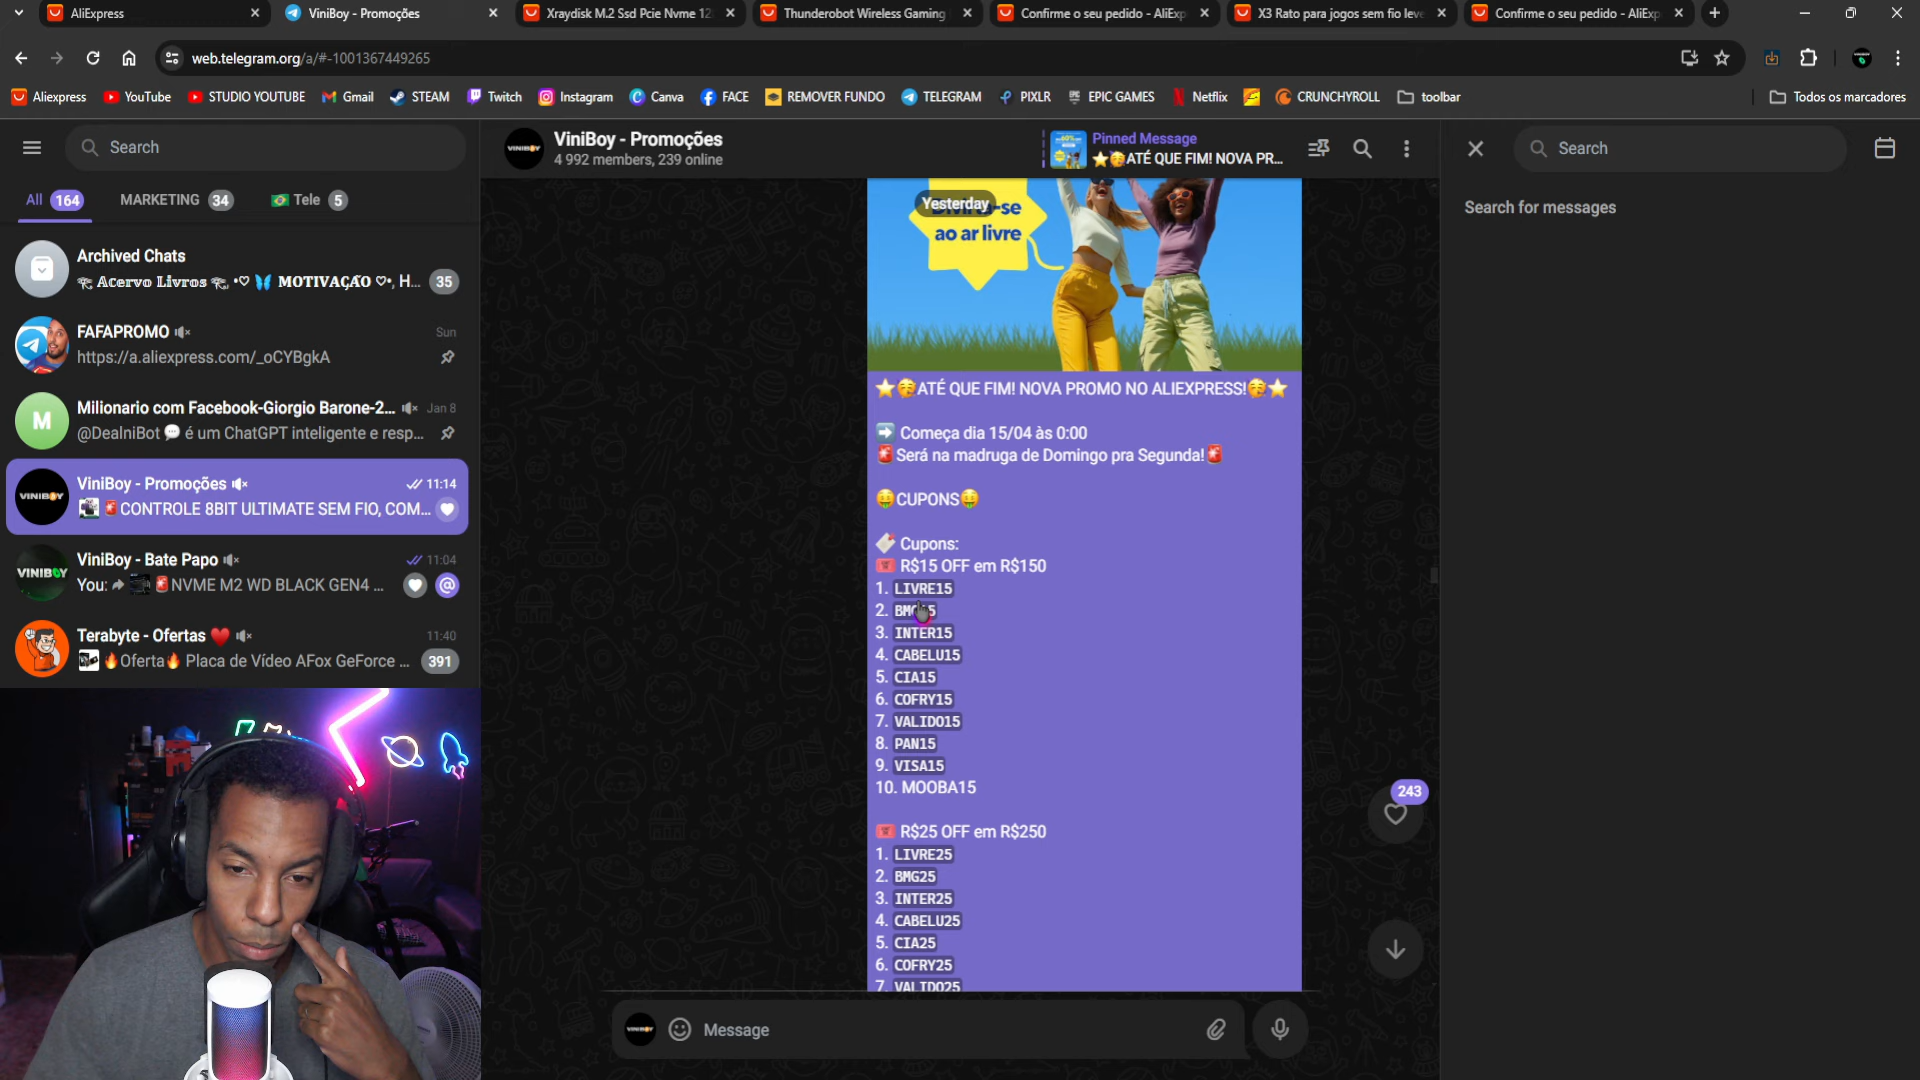 AliExpress
ViniBoy - Promoções
Xraydisk M.2 Ssd Pcie Nvme 12
Thunderobot Wireless Gaming
Confirme o seu pedido - AliExp
X3 Rato para jogos sem fio leve
Confirme o seu pedido - AliExp
web.telegram.org/a/#-1001367449265
Aliexpress
YouTube
STUDIO YOUTUBE
Gmail
STEAM
Twitch
Instagram
Canva
FACE
REMOVER FUNDO
TELEGRAM
PIXLR
EPIC GAMES
Netflix
CRUNCHYROLL
toolbar
Todos os marcadores
Search
All 164
MARKETING 34
Tele 5
Archived Chats
Acervo Livros •♡ 🦋 MOTIVAÇÃO ♡•, H... 35
FAFAPROMO Sun
https://a.aliexpress.com/_oCYBgkA
M
Milionario com Facebook-Giorgio Barone-2... Jan 8
@DealniBot 💬 é um ChatGPT inteligente e resp...
VINIBOY
ViniBoy - Promoções 11:14
🚨CONTROLE 8BIT ULTIMATE SEM FIO, COM...
VINIBOY
ViniBoy - Bate Papo 11:04
You: 🚨NVME M2 WD BLACK GEN4 ... @
Terabyte - Ofertas ❤️ 11:40
🔥Oferta🔥 Placa de Vídeo AFox GeForce ... 391
VINIBOY
ViniBoy - Promoções
4 992 members, 239 online
Pinned Message
⭐🥳ATÉ QUE FIM! NOVA PR...
Search
Search for messages
Yesterday
Divirta-se
ao ar livre
⭐🥳ATÉ QUE FIM! NOVA PROMO NO ALIEXPRESS!🥳⭐
➡️ Começa dia 15/04 às 0:00
🚨Será na madruga de Domingo pra Segunda!🚨
🤑CUPONS🤑
Cupons:
R$15 OFF em R$150
1. LIVRE15
2. BMG15
3. INTER15
4. CABELU15
5. CIA15
6. COFRY15
7. VALIDO15
8. PAN15
9. VISA15
10. MOOBA15
R$25 OFF em R$250
1. LIVRE25
2. BMG25
3. INTER25
4. CABELU25
5. CIA25
6. COFRY25
7. VALIDO25
243
Message